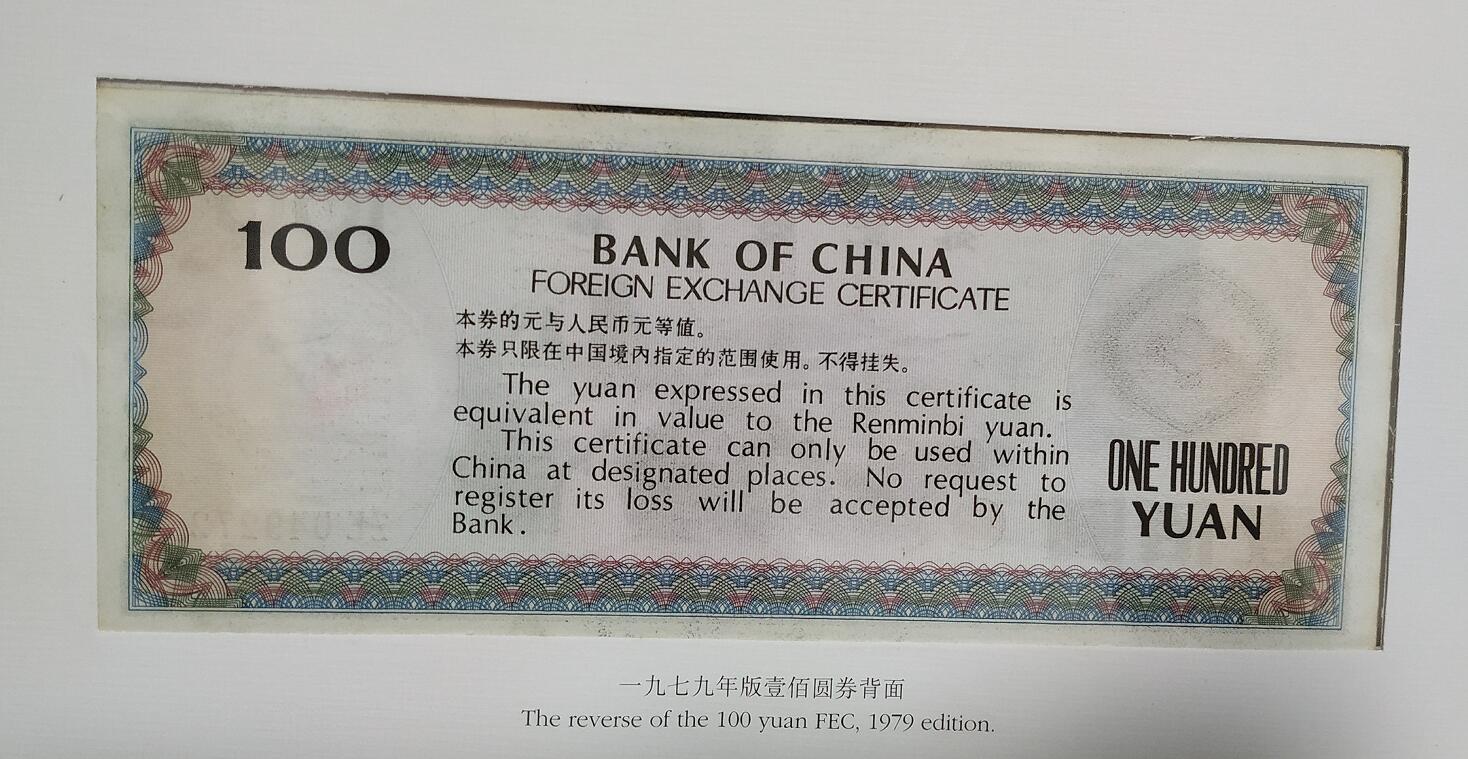 100
BANK OF CHINA
FOREIGN EXCHANGE CERTIFICATE
本券的元与人民币元等值。
本券只限在中国境内指定的范围使用。不得挂失。
The yuan expressed in this certificate is
equivalent in value to the Renminbi yuan.
This certificate can only be used within
China at designated places. No request to
register its loss will be accepted by the
Bank.
ONE HUNDRED
YUAN
一九七九年版壹佰圆券背面
The reverse of the 100 yuan FEC, 1979 edition.